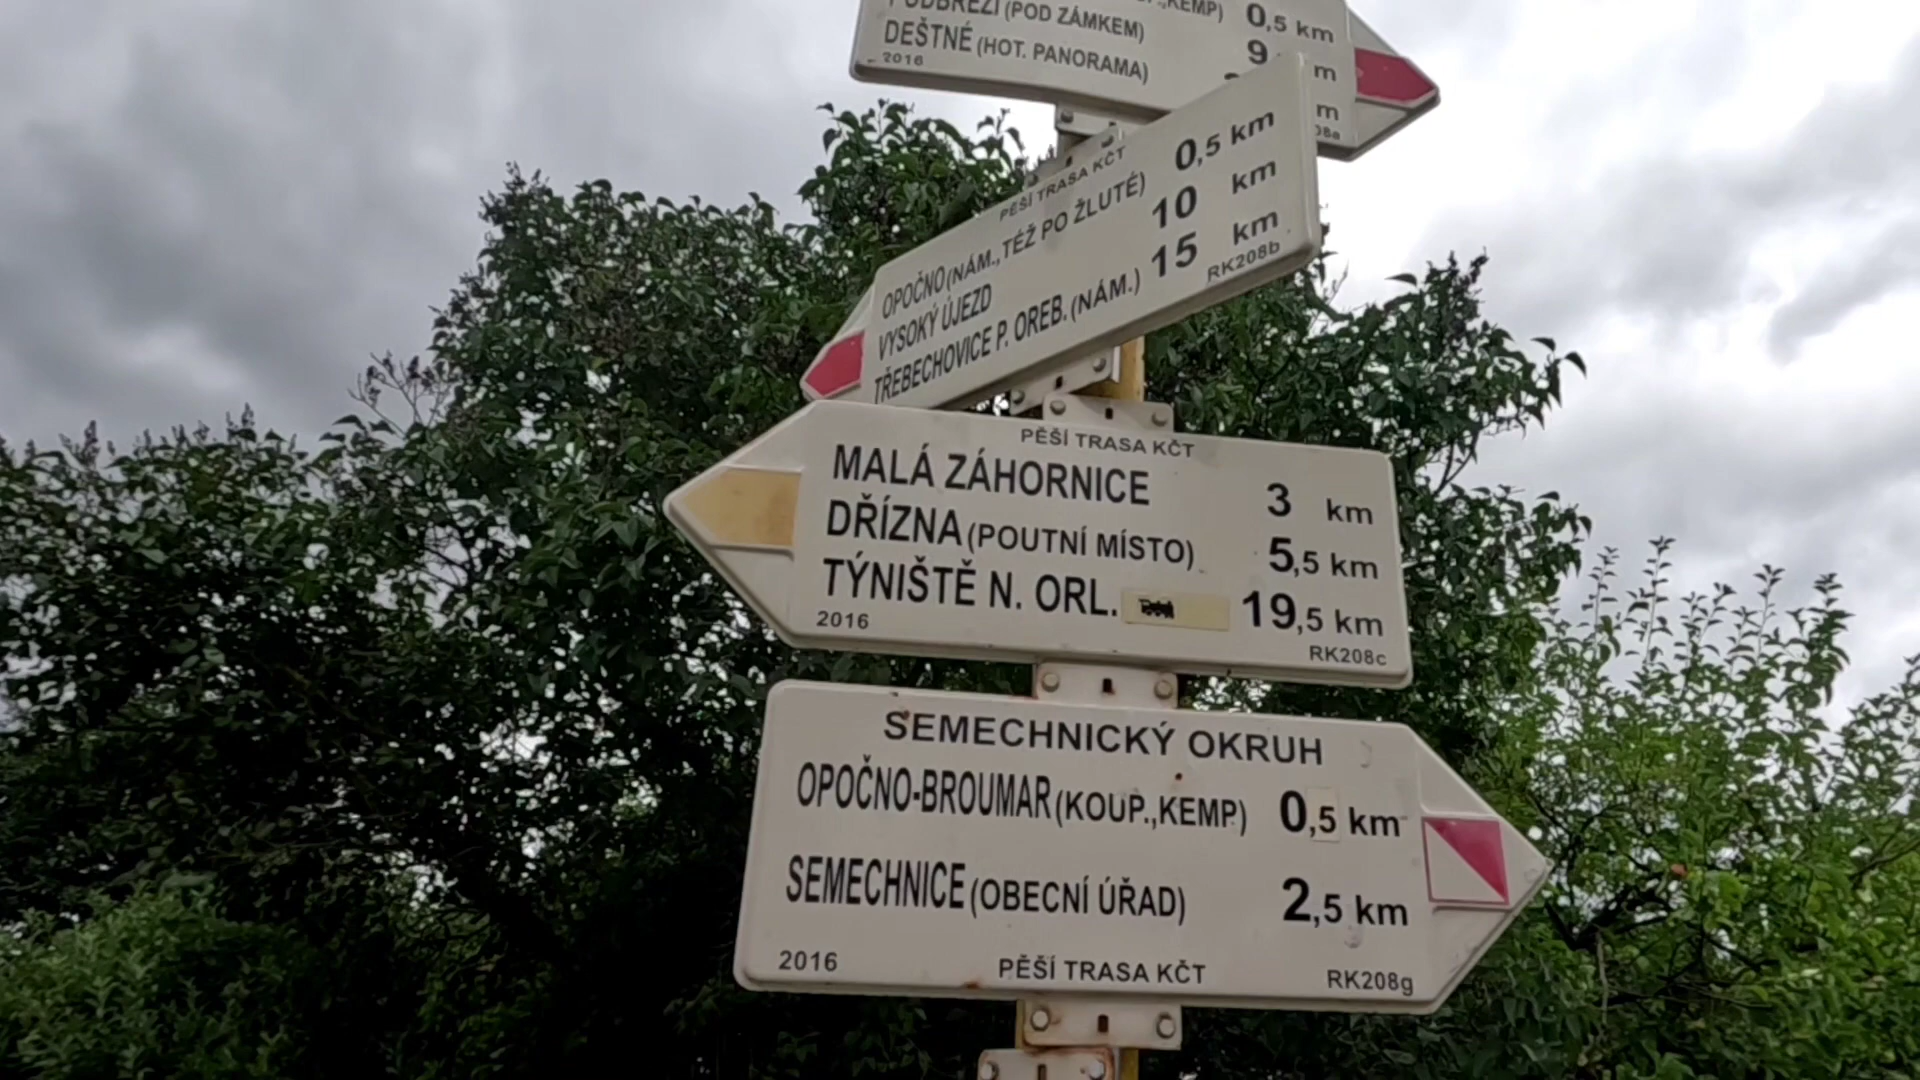 KEMP) 0,5 km
PODBŘEZÍ (POD ZÁMKEM) 9 m
DEŠTNÉ (HOT. PANORAMA) m
2016
PĚŠÍ TRASA KČT
OPOČNO (NÁM., TÉŽ PO ŽLUTÉ) 0,5 km
VYSOKÝ ÚJEZD 10 km
TŘEBECHOVICE P. OREB. (NÁM.) 15 km
RK208b
PĚŠÍ TRASA KČT
MALÁ ZÁHORNICE 3 km
DŘÍZNA (POUTNÍ MÍSTO) 5,5 km
TÝNIŠTĚ N. ORL. 19,5 km
2016 RK208c
SEMECHNICKÝ OKRUH
OPOČNO-BROUMAR (KOUP.,KEMP) 0,5 km
SEMECHNICE (OBECNÍ ÚŘAD) 2,5 km
2016 PĚŠÍ TRASA KČT RK208g